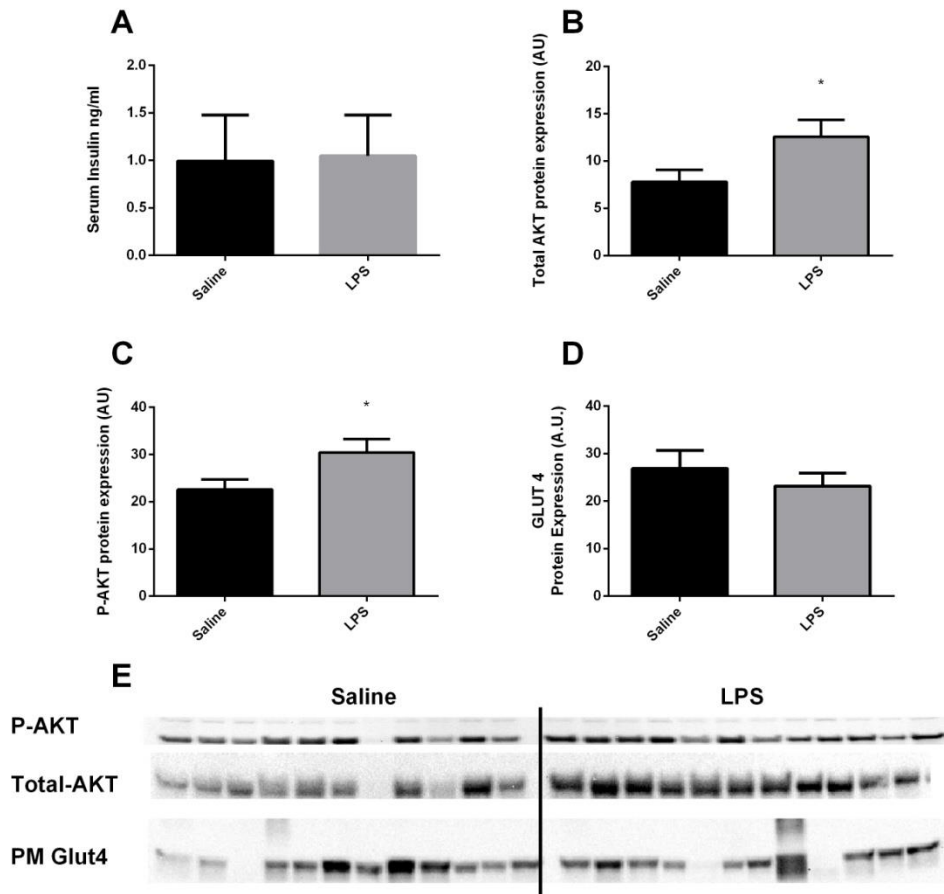 A
Serum Insulin ng/ml
2.0
1.5
1.0
0.5
0.0
Saline
LPS
B
Total AKT protein expression (AU)
20
15
10
5
0
*
Saline
LPS
C
P-AKT protein expression (AU)
40
30
20
10
0
*
Saline
LPS
D
GLUT 4
Protein Expression (A.U.)
40
30
20
10
0
Saline
LPS
E
Saline
LPS
P-AKT
Total-AKT
PM Glut4